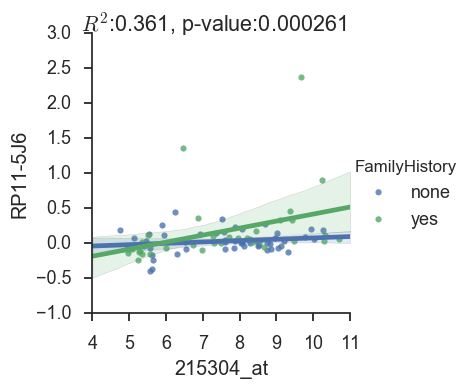 R²:0.361, p-value:0.000261
3.0
2.5
2.0
1.5
1.0
0.5
0.0
−0.5
−1.0
RP11-5J6
4 5 6 7 8 9 10 11
215304_at
FamilyHistory
none
yes